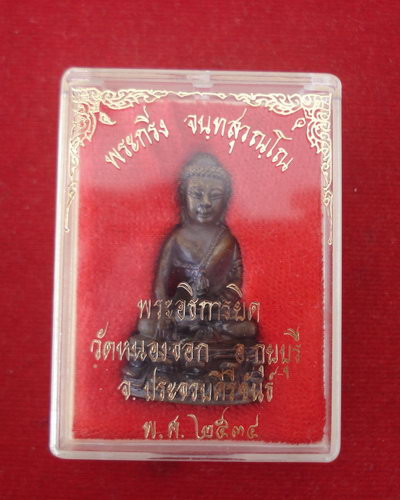 พระกริ่ง จนฺทสุวณฺโณ
พระอธิการยิด
วัดหนองจอก อ.กุยบุรี
จ.ประจวบคีรีขันธ์
พ.ศ.๒๕๓๔